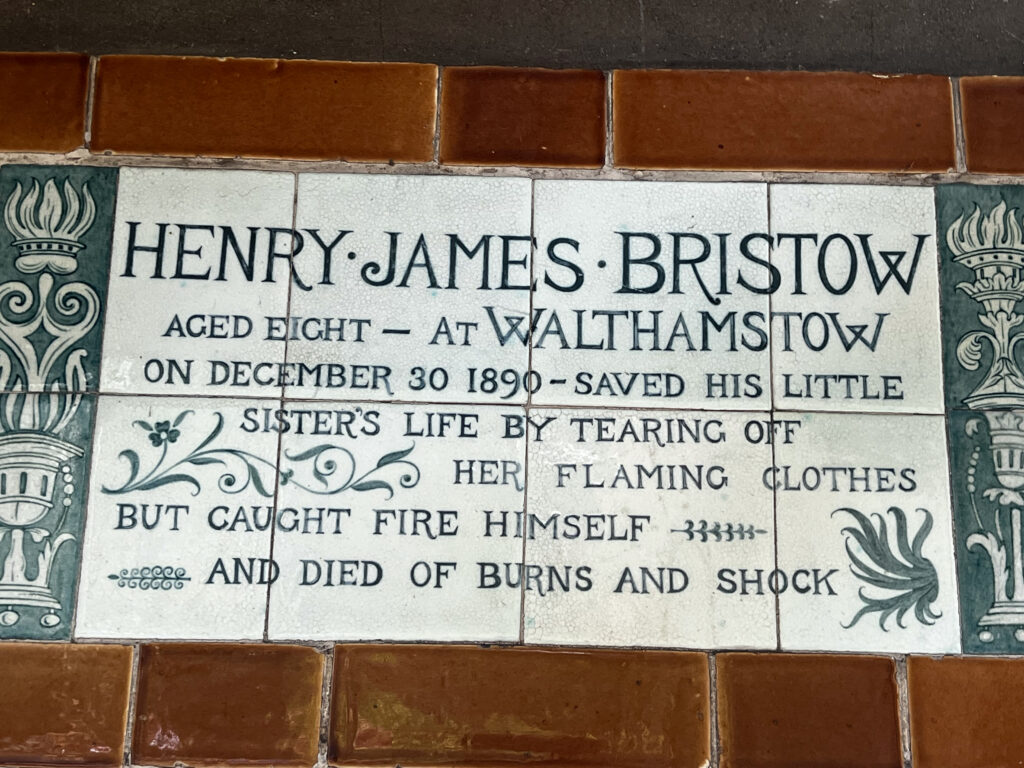 HENRY·JAMES·BRISTOW
AGED EIGHT — AT WALTHAMSTOW
ON DECEMBER 30 1890 - SAVED HIS LITTLE
SISTER'S LIFE BY TEARING OFF
HER FLAMING CLOTHES
BUT CAUGHT FIRE HIMSELF
AND DIED OF BURNS AND SHOCK